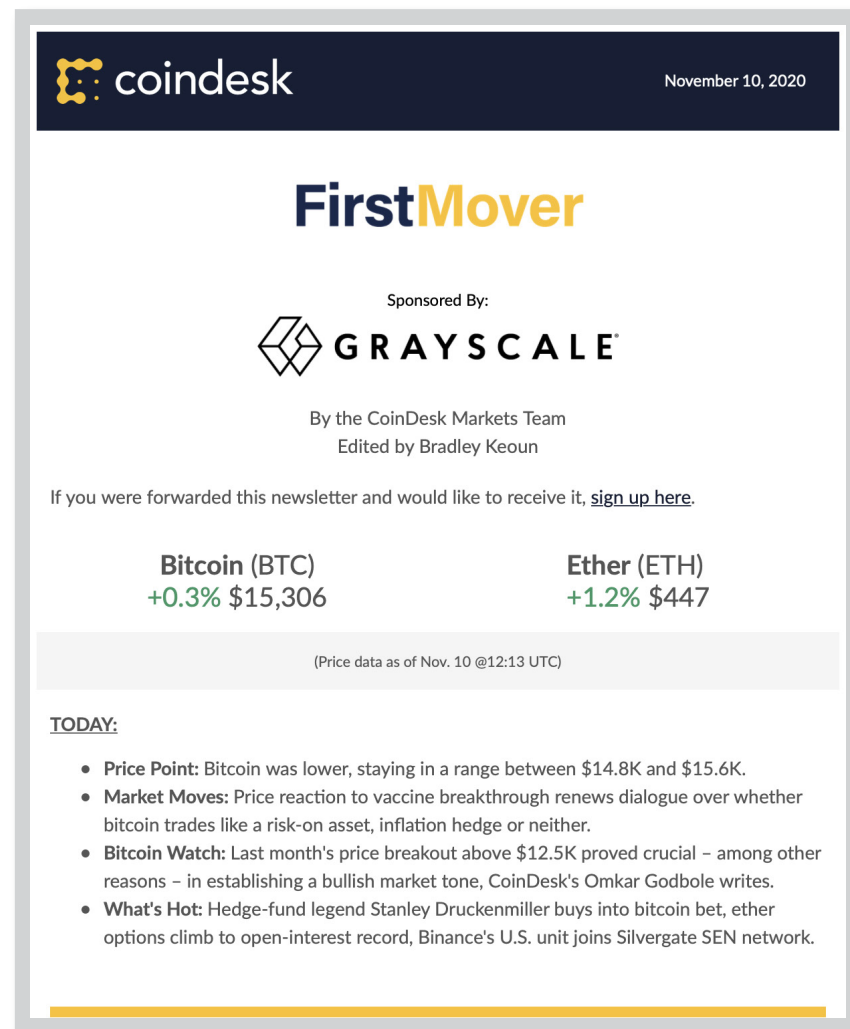 coindesk
November 10, 2020
FirstMover
Sponsored By:
GRAYSCALE®
By the CoinDesk Markets Team
Edited by Bradley Keoun
If you were forwarded this newsletter and would like to receive it, sign up here.
Bitcoin (BTC)
+0.3% $15,306
Ether (ETH)
+1.2% $447
(Price data as of Nov. 10 @12:13 UTC)
TODAY:
• Price Point: Bitcoin was lower, staying in a range between $14.8K and $15.6K.
• Market Moves: Price reaction to vaccine breakthrough renews dialogue over whether
bitcoin trades like a risk-on asset, inflation hedge or neither.
• Bitcoin Watch: Last month's price breakout above $12.5K proved crucial – among other
reasons – in establishing a bullish market tone, CoinDesk's Omkar Godbole writes.
• What's Hot: Hedge-fund legend Stanley Druckenmiller buys into bitcoin bet, ether
options climb to open-interest record, Binance's U.S. unit joins Silvergate SEN network.